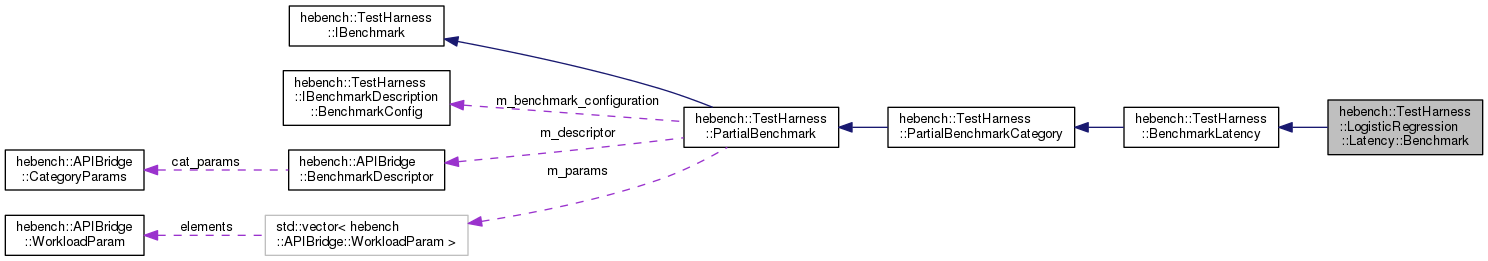 hebench::TestHarness
::IBenchmark
hebench::TestHarness
::IBenchmarkDescription
::BenchmarkConfig
m_benchmark_configuration
hebench::TestHarness
::PartialBenchmark
hebench::TestHarness
::PartialBenchmarkCategory
hebench::TestHarness
::BenchmarkLatency
hebench::TestHarness
::LogisticRegression
::Latency::Benchmark
m_descriptor
hebench::APIBridge
::CategoryParams
cat_params
hebench::APIBridge
::BenchmarkDescriptor
m_params
hebench::APIBridge
::WorkloadParam
elements
std::vector< hebench
::APIBridge::WorkloadParam >